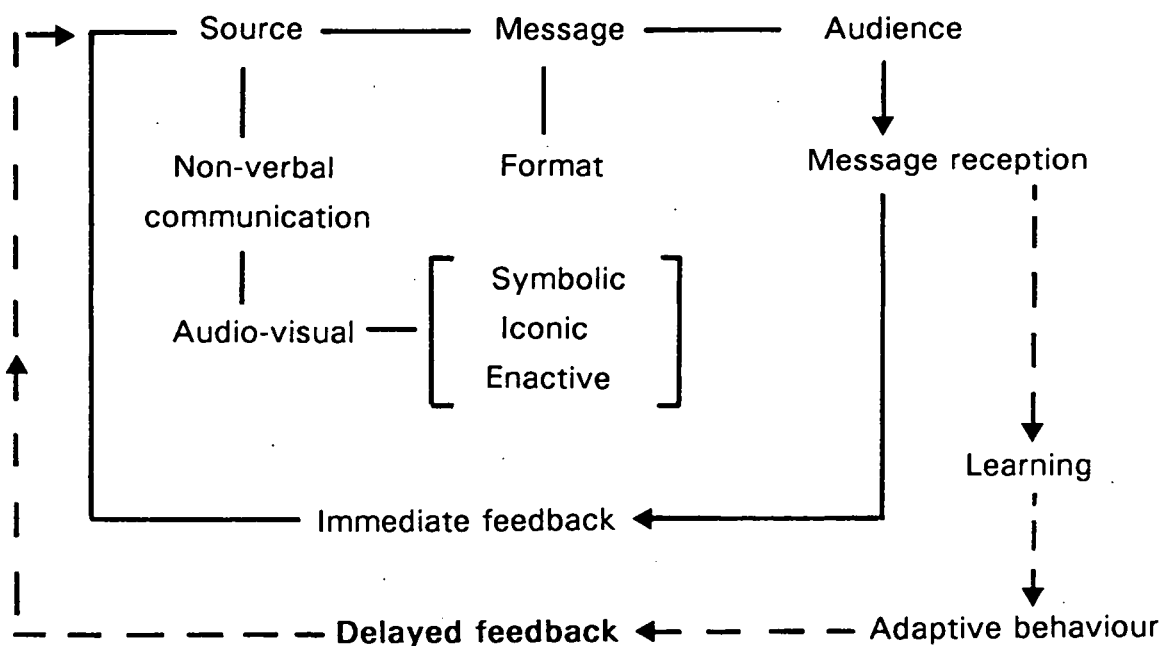 Source Message Audience
Non-verbal
communication
Format
Message reception
Audio-visual
Symbolic
Iconic
Enactive
Learning
Immediate feedback
Delayed feedback
Adaptive behaviour